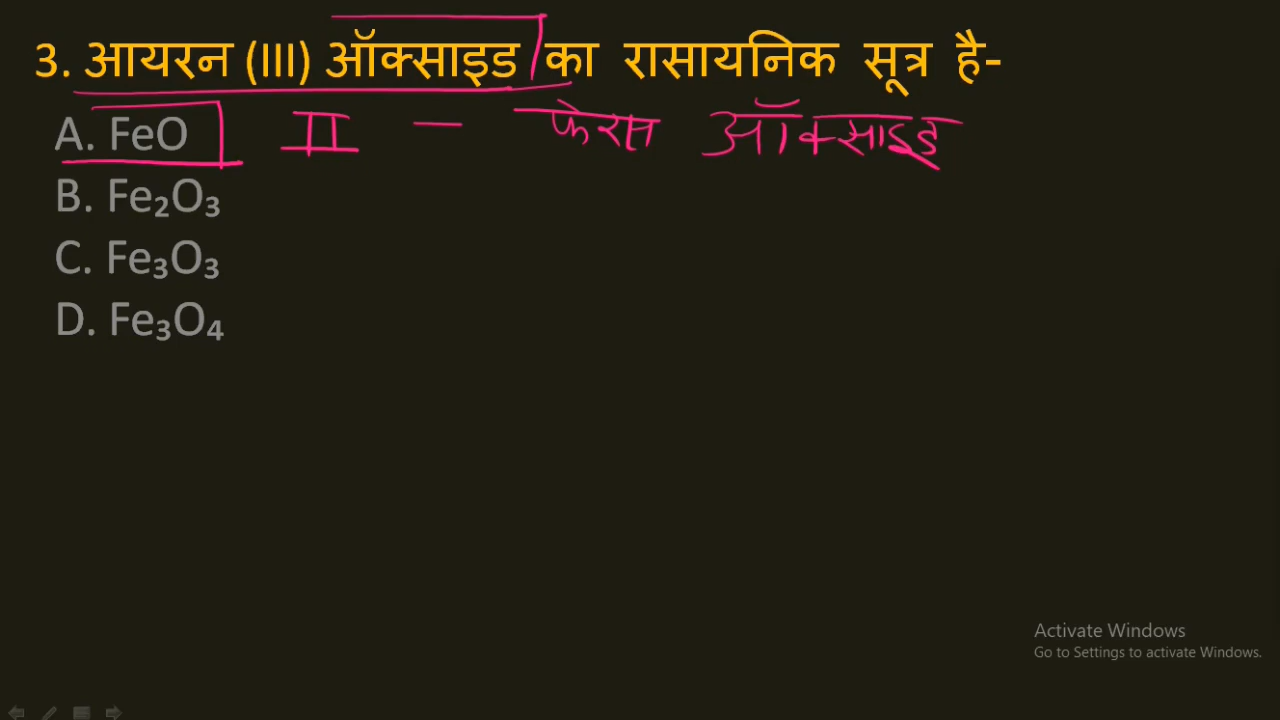 3. आयरन (III) ऑक्साइड का रासायनिक सूत्र है-
A. FeO II - फेरस ऑक्साइड
B. Fe₂O₃
C. Fe₃O₃
D. Fe₃O₄
Activate Windows
Go to Settings to activate Windows.